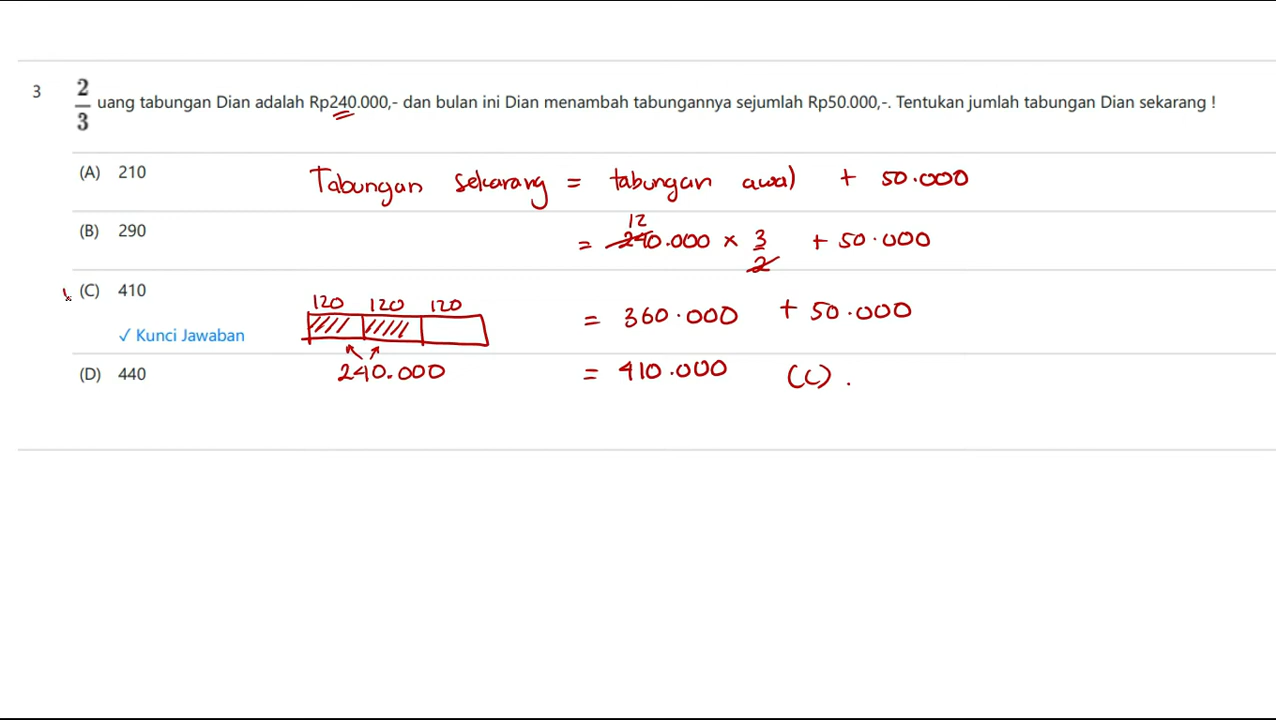 3 2/3 uang tabungan Dian adalah Rp240.000,- dan bulan ini Dian menambah tabungannya sejumlah Rp50.000,-. Tentukan jumlah tabungan Dian sekarang !
(A) 210
Tabungan sekarang = tabungan awal + 50.000
(B) 290
12
= 240.000 × 3/2 + 50.000
(C) 410
120 120 120
= 360.000 + 50.000
✓ Kunci Jawaban
(D) 440
240.000
= 410.000 (C).